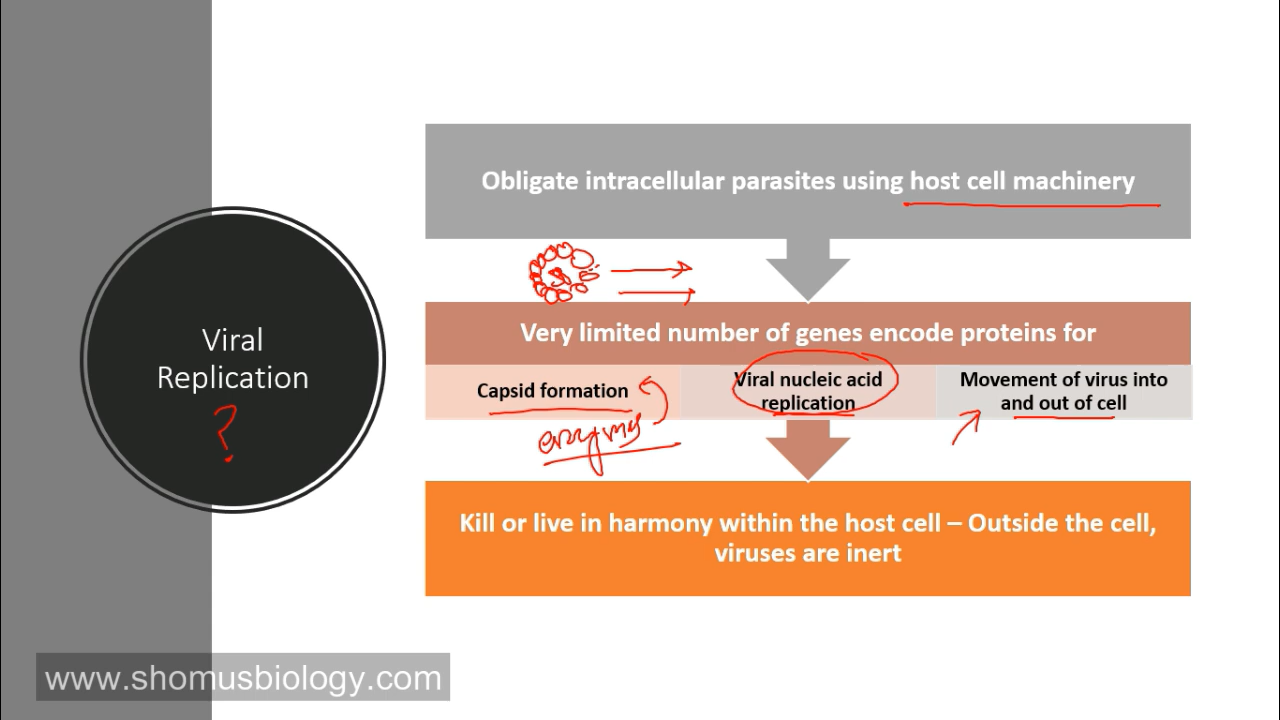 Viral
Replication
?
Obligate intracellular parasites using host cell machinery
Very limited number of genes encode proteins for
Capsid formation
Viral nucleic acid
replication
Movement of virus into
and out of cell
enzymes
Kill or live in harmony within the host cell – Outside the cell,
viruses are inert
www.shomusbiology.com